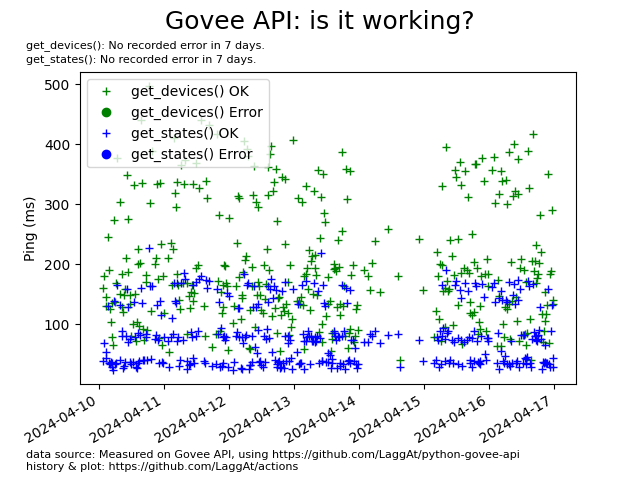 Govee API: is it working?
get_devices(): No recorded error in 7 days.
get_states(): No recorded error in 7 days.
get_devices() OK
get_devices() Error
get_states() OK
get_states() Error
Ping (ms)
500
400
300
200
100
2024-04-10
2024-04-11
2024-04-12
2024-04-13
2024-04-14
2024-04-15
2024-04-16
2024-04-17
data source: Measured on Govee API, using https://github.com/LaggAt/python-govee-api
history & plot: https://github.com/LaggAt/actions